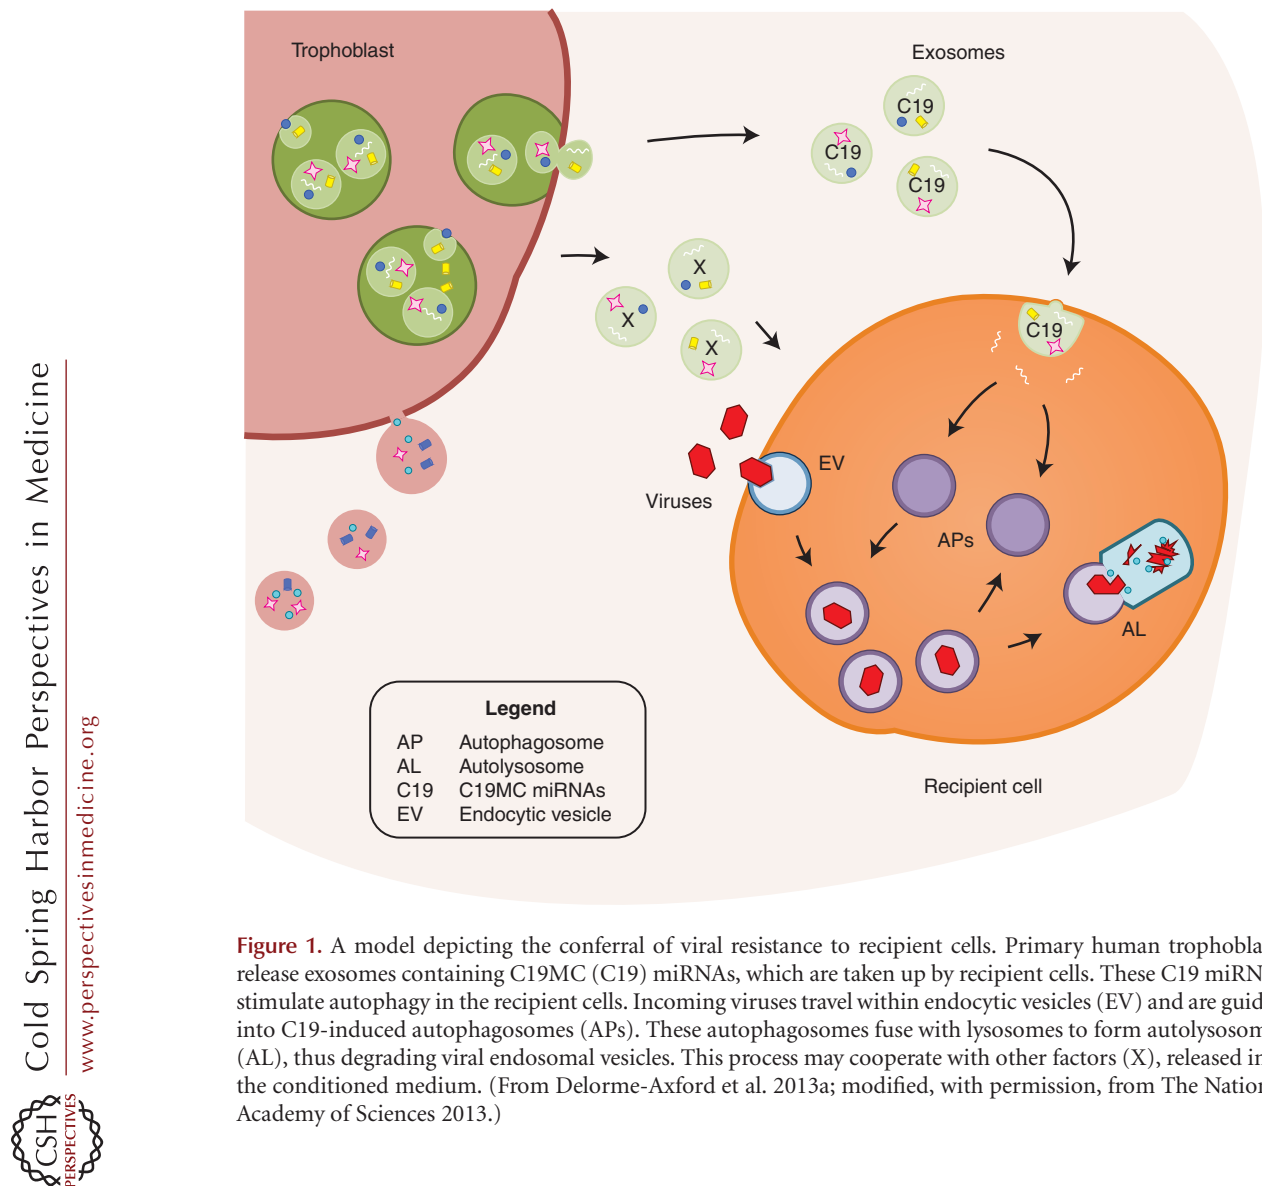 Cold Spring Harbor Perspectives in Medicine
www.perspectivesinmedicine.org
CSH
PERSPECTIVES
Trophoblast
Exosomes
C19
C19
C19
X
X
X
C19
Viruses
EV
APs
AL
Recipient cell
Legend
AP Autophagosome
AL Autolysosome
C19 C19MC miRNAs
EV Endocytic vesicle
Figure 1. A model depicting the conferral of viral resistance to recipient cells. Primary human trophobla
release exosomes containing C19MC (C19) miRNAs, which are taken up by recipient cells. These C19 miRN
stimulate autophagy in the recipient cells. Incoming viruses travel within endocytic vesicles (EV) and are guid
into C19-induced autophagosomes (APs). These autophagosomes fuse with lysosomes to form autolysosom
(AL), thus degrading viral endosomal vesicles. This process may cooperate with other factors (X), released in
the conditioned medium. (From Delorme-Axford et al. 2013a; modified, with permission, from The Nation
Academy of Sciences 2013.)